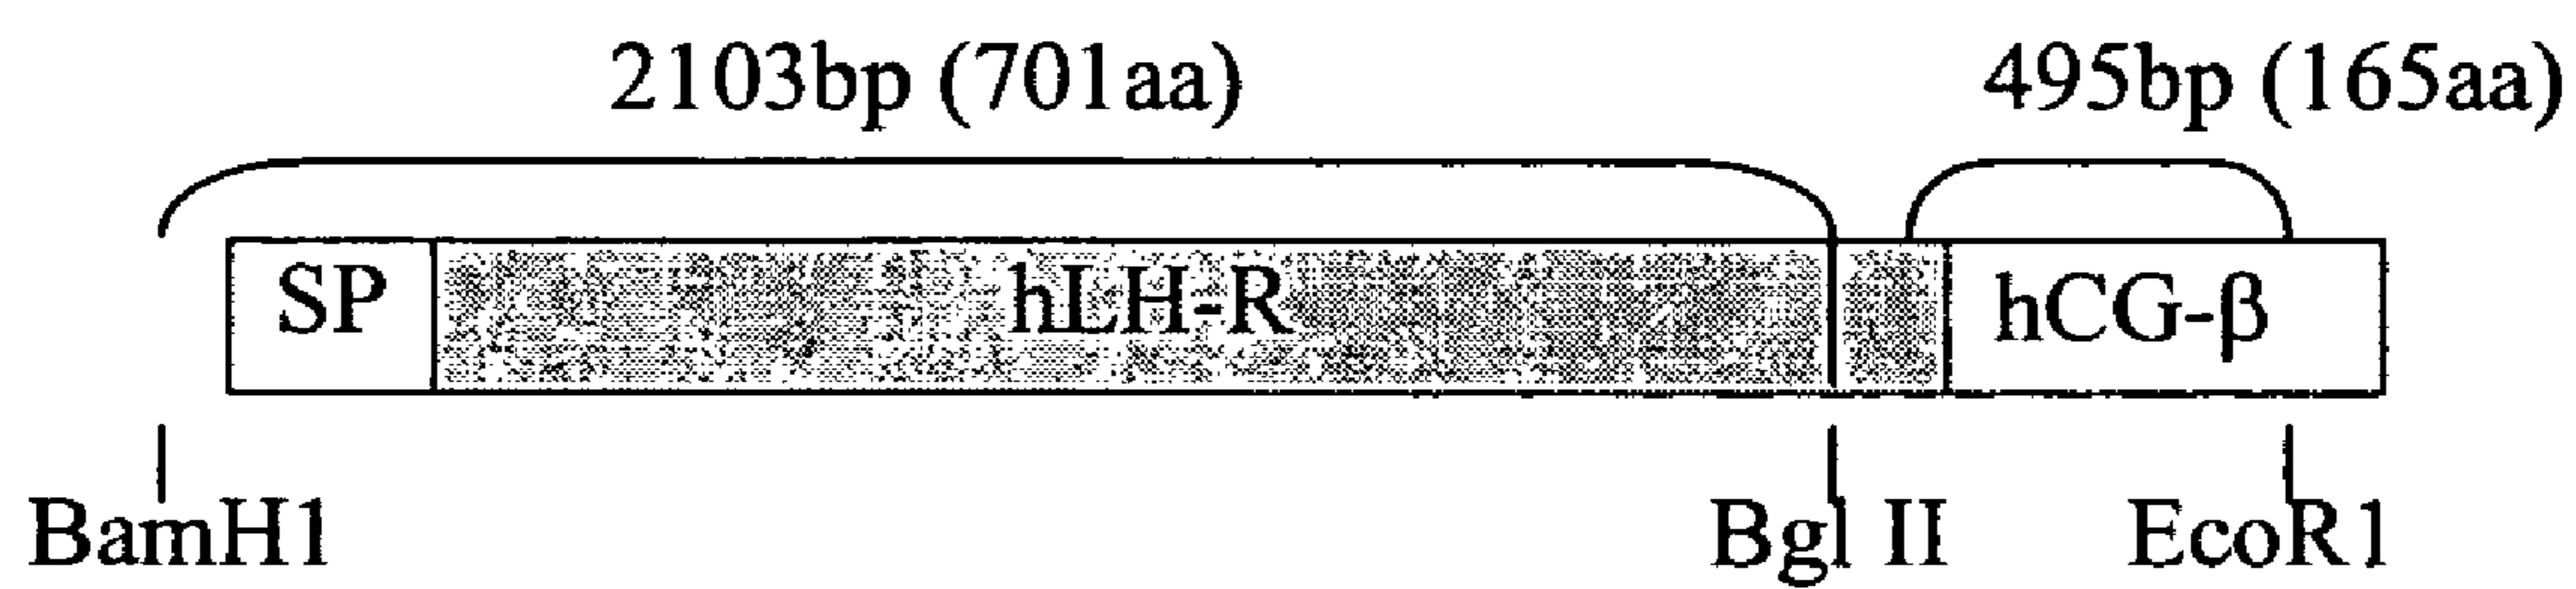 2103bp (701aa) 495bp (165aa)
SP hLH-R hCG-β
BamH1 Bgl II EcoR1